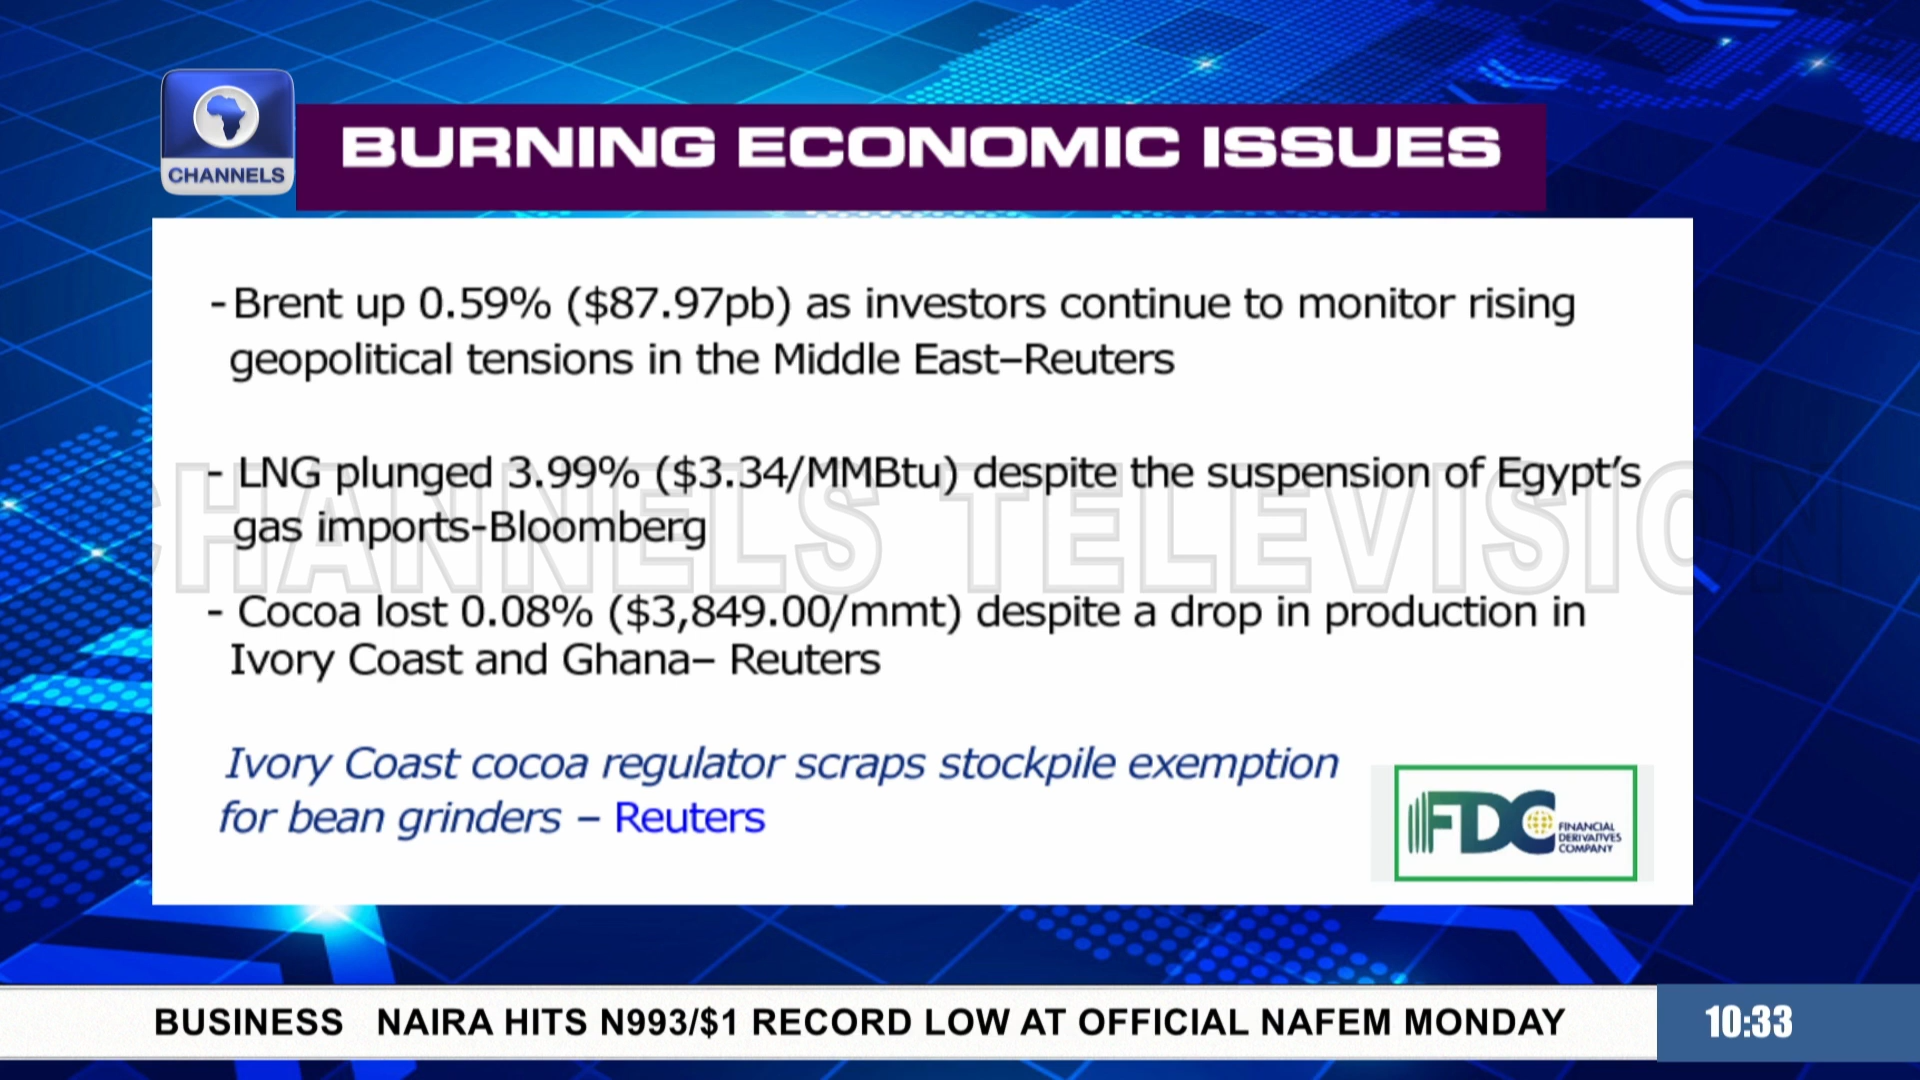 CHANNELS
BURNING ECONOMIC ISSUES
-Brent up 0.59% ($87.97pb) as investors continue to monitor rising
geopolitical tensions in the Middle East–Reuters
- LNG plunged 3.99% ($3.34/MMBtu) despite the suspension of Egypt’s
gas imports-Bloomberg
CHANNELS TELEVISION
- Cocoa lost 0.08% ($3,849.00/mmt) despite a drop in production in
Ivory Coast and Ghana– Reuters
Ivory Coast cocoa regulator scraps stockpile exemption
for bean grinders – Reuters
FDC
FINANCIAL
DERIVATIVES
COMPANY
BUSINESS NAIRA HITS N993/$1 RECORD LOW AT OFFICIAL NAFEM MONDAY
10:33